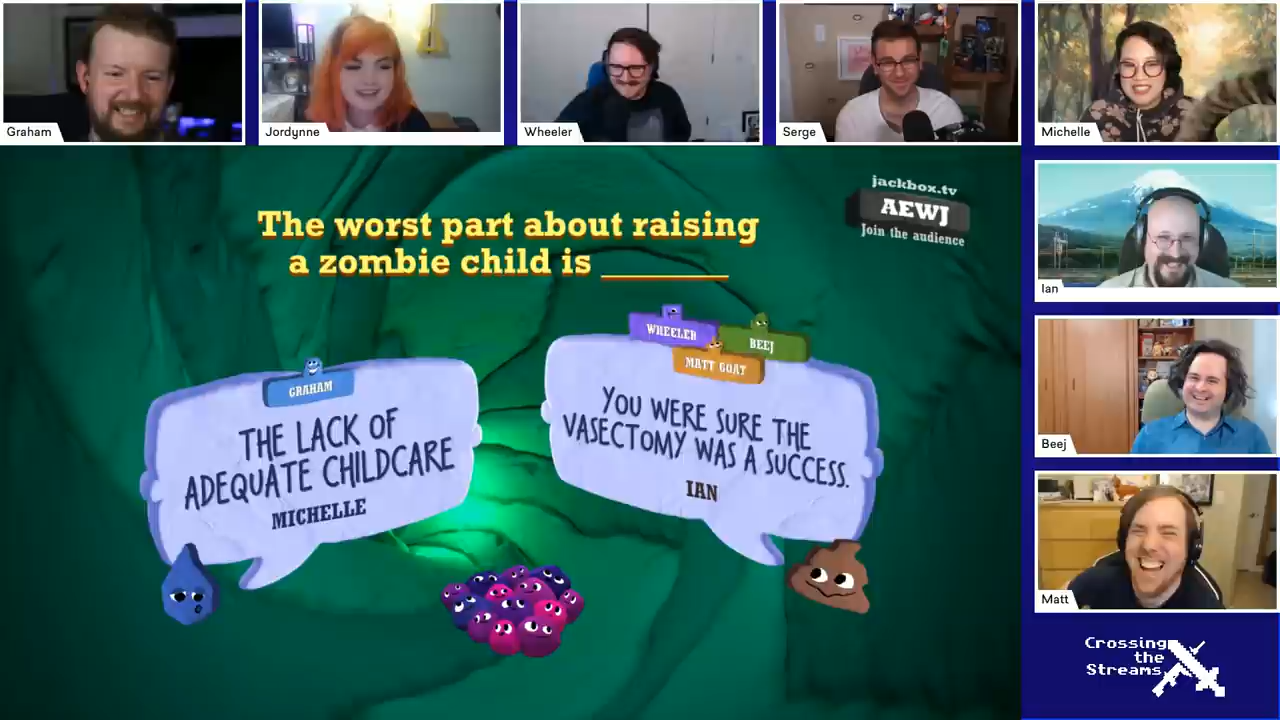 Graham
Jordynne
Wheeler
Serge
Michelle
jackbox.tv
AEWJ
Join the audience
The worst part about raising
a zombie child is ________
Ian
WHEELER
BEEJ
MATT GOAT
GRAHAM
THE LACK OF
ADEQUATE CHILDCARE
MICHELLE
YOU WERE SURE THE
VASECTOMY WAS A SUCCESS.
IAN
Beej
Matt
Crossing
the
Streams